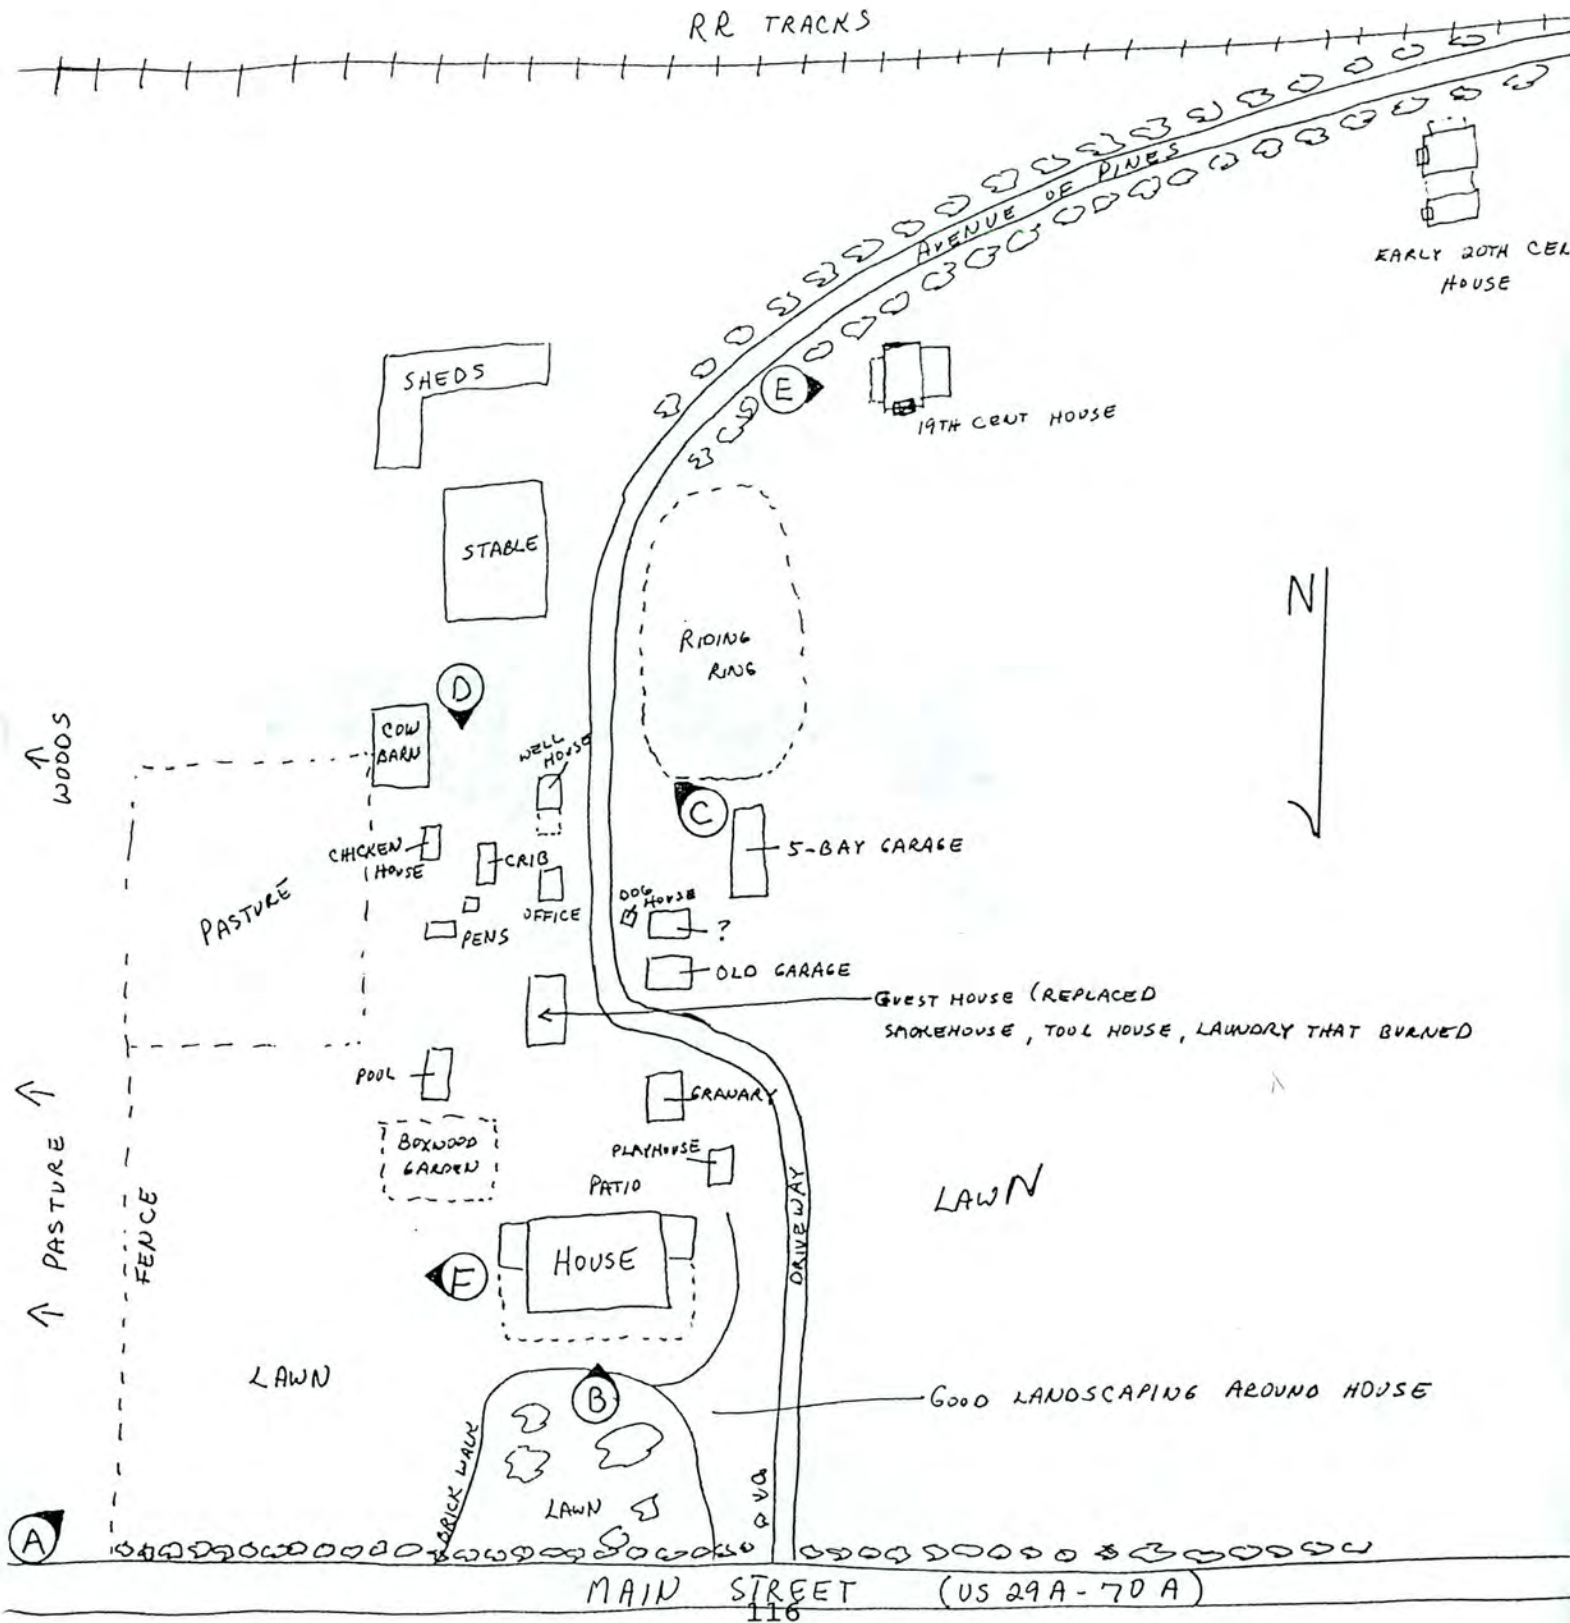 RR TRACKS
AVENUE OF PINES
EARLY 20TH CEN
HOUSE
SHEDS
E
19TH CENT HOUSE
STABLE
N
RIDING
RING
D
WOODS
COW
BARN
WELL
HOUSE
C
5-BAY GARAGE
CHICKEN
HOUSE
CRIB
PASTURE
OFFICE
DOG
HOUSE
?
PENS
OLD GARAGE
GUEST HOUSE (REPLACED
SMOKEHOUSE, TOOL HOUSE, LAUNDRY THAT BURNED
POOL
GRANARY
BOXWOOD
GARDEN
PLAYHOUSE
PATIO
PASTURE
FENCE
DRIVEWAY
LAWN
HOUSE
F
LAWN
B
GOOD LANDSCAPING AROUND HOUSE
BRICK WALK
LAWN
A
MAIN STREET (US 29A-70A)
116